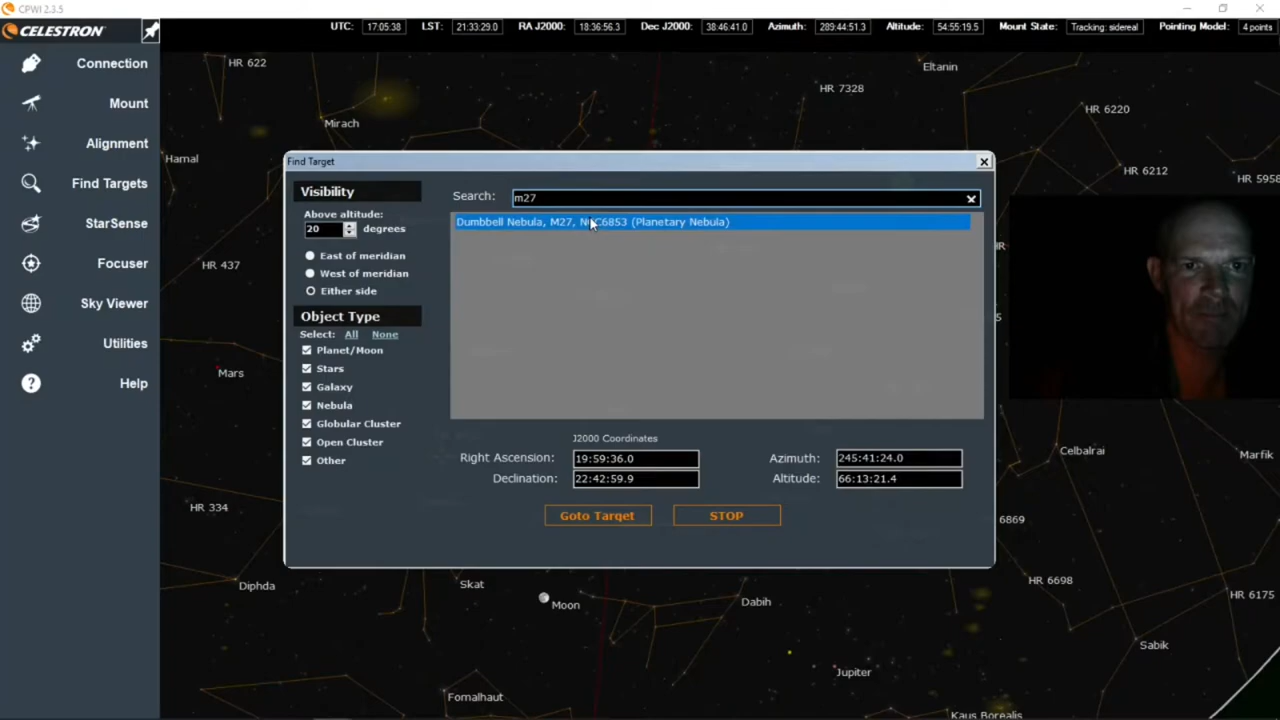 CPWI 2.3.5
CELESTRON
UTC: 17:05:38 LST: 21:33:29.0 RA J2000: 18:36:56.3 Dec J2000: 38:46:41.0 Azimuth: 289:44:51.3 Altitude: 54:55:19.5 Mount State: Tracking: sidereal Pointing Model: 4 points
Connection
Mount
Alignment
Find Targets
StarSense
Focuser
Sky Viewer
Utilities
Help
HR 622
Eltanin
HR 7328
HR 6220
Mirach
Hamal
HR 6212
HR 5958
HR 437
Mars
HR 334
Diphda
Find Target
Visibility
Above altitude:
20 degrees
East of meridian
West of meridian
Either side
Object Type
Select: All None
Planet/Moon
Stars
Galaxy
Nebula
Globular Cluster
Open Cluster
Other
Search: m27
Dumbbell Nebula, M27, NGC6853 (Planetary Nebula)
J2000 Coordinates
Right Ascension: 19:59:36.0 Azimuth: 245:41:24.0
Declination: 22:42:59.9 Altitude: 66:13:21.4
Goto Target STOP
HR
5
Celbalrai
Marfik
6869
HR 6698
HR 6175
Skat
Moon
Dabih
Sabik
Jupiter
Fomalhaut
Kaus Borealis